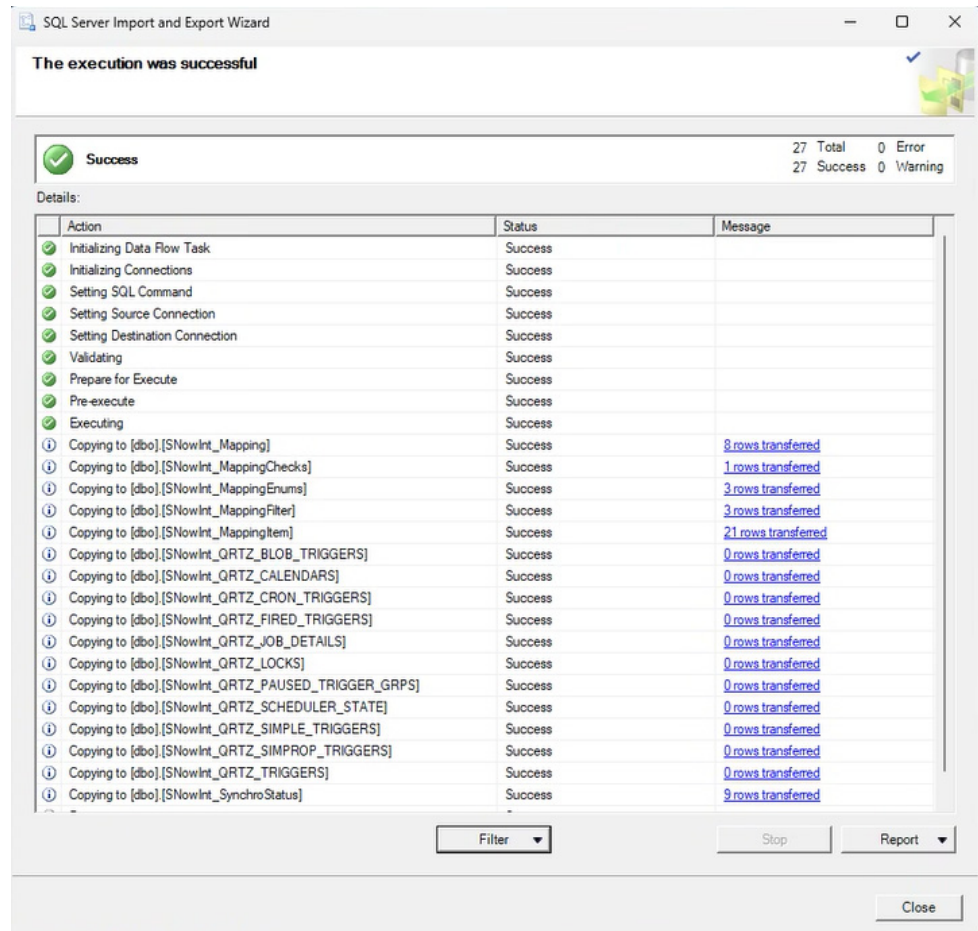 SQL Server Import and Export Wizard
The execution was successful
Success
27 Total 0 Error
27 Success 0 Warning
Details:
Action Status Message
Initializing Data Flow Task Success
Initializing Connections Success
Setting SQL Command Success
Setting Source Connection Success
Setting Destination Connection Success
Validating Success
Prepare for Execute Success
Pre-execute Success
Executing Success
Copying to [dbo].[SNowInt_Mapping] Success 8 rows transferred
Copying to [dbo].[SNowInt_MappingChecks] Success 1 rows transferred
Copying to [dbo].[SNowInt_MappingEnums] Success 3 rows transferred
Copying to [dbo].[SNowInt_MappingFilter] Success 3 rows transferred
Copying to [dbo].[SNowInt_MappingItem] Success 21 rows transferred
Copying to [dbo].[SNowInt_QRTZ_BLOB_TRIGGERS] Success 0 rows transferred
Copying to [dbo].[SNowInt_QRTZ_CALENDARS] Success 0 rows transferred
Copying to [dbo].[SNowInt_QRTZ_CRON_TRIGGERS] Success 0 rows transferred
Copying to [dbo].[SNowInt_QRTZ_FIRED_TRIGGERS] Success 0 rows transferred
Copying to [dbo].[SNowInt_QRTZ_JOB_DETAILS] Success 0 rows transferred
Copying to [dbo].[SNowInt_QRTZ_LOCKS] Success 0 rows transferred
Copying to [dbo].[SNowInt_QRTZ_PAUSED_TRIGGER_GRPS] Success 0 rows transferred
Copying to [dbo].[SNowInt_QRTZ_SCHEDULER_STATE] Success 0 rows transferred
Copying to [dbo].[SNowInt_QRTZ_SIMPLE_TRIGGERS] Success 0 rows transferred
Copying to [dbo].[SNowInt_QRTZ_SIMPROP_TRIGGERS] Success 0 rows transferred
Copying to [dbo].[SNowInt_QRTZ_TRIGGERS] Success 0 rows transferred
Copying to [dbo].[SNowInt_SynchroStatus] Success 9 rows transferred
Filter Stop Report
Close